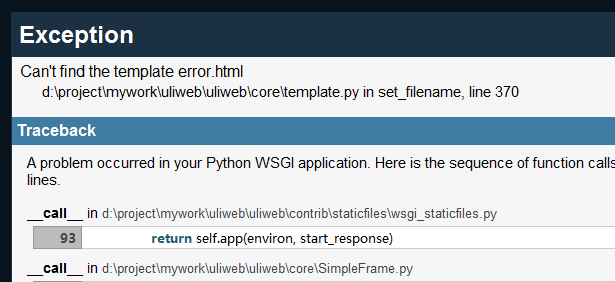 Exception
Can't find the template error.html
d:\project\mywork\uliweb\uliweb\core\template.py in set_filename, line 370
Traceback
A problem occurred in your Python WSGI application. Here is the sequence of function calls
lines.
__call__ in d:\project\mywork\uliweb\uliweb\contrib\staticfiles\wsgi_staticfiles.py
93 return self.app(environ, start_response)
__call__ in d:\project\mywork\uliweb\uliweb\core\SimpleFrame.py